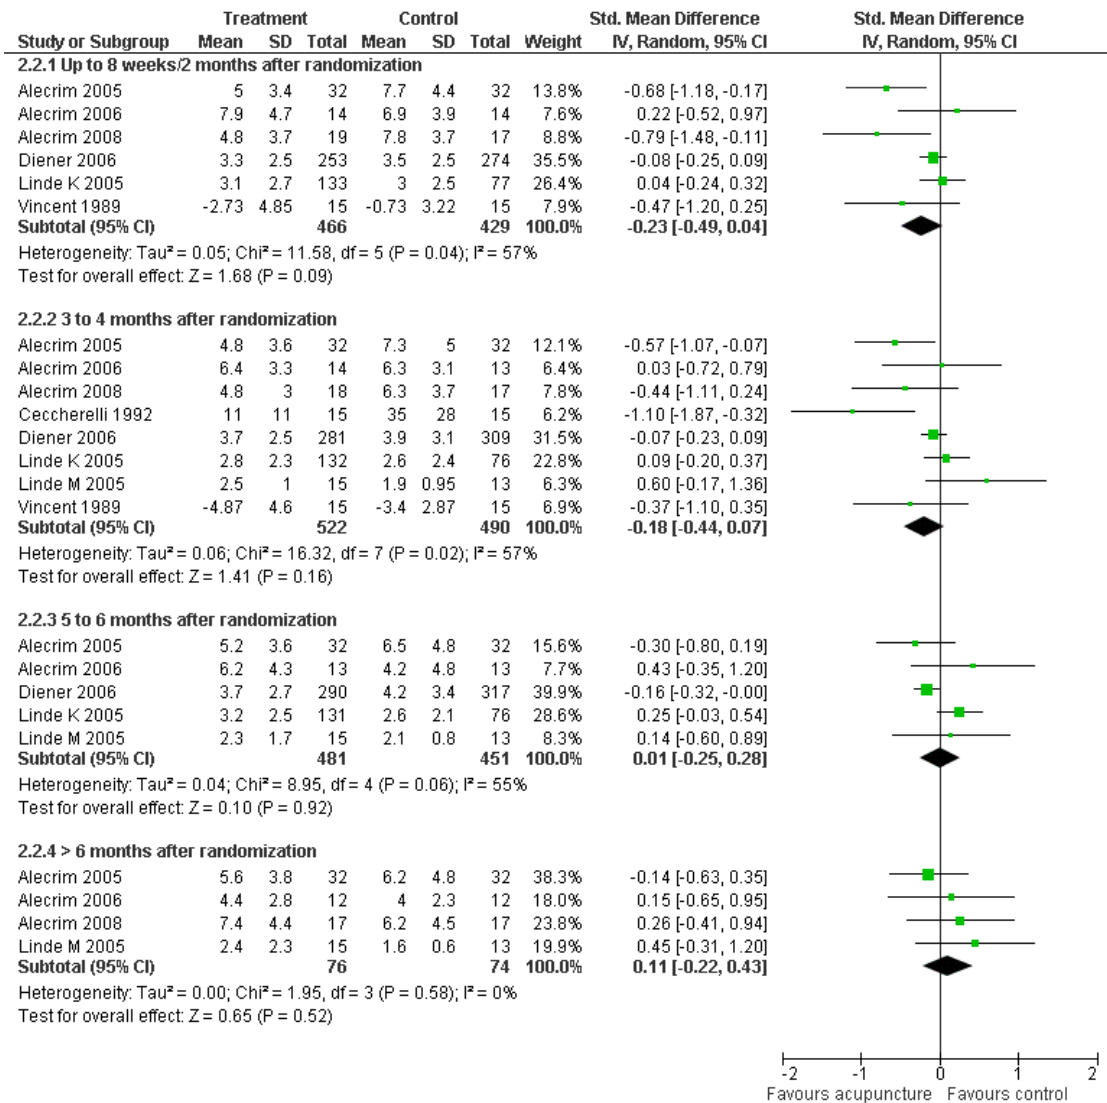 Treatment Control Std. Mean Difference Std. Mean Difference
Study or Subgroup Mean SD Total Mean SD Total Weight IV, Random, 95% CI IV, Random, 95% CI
2.2.1 Up to 8 weeks/2 months after randomization
Alecrim 2005 5 3.4 32 7.7 4.4 32 13.8% -0.68 [-1.18, -0.17]
Alecrim 2006 7.9 4.7 14 6.9 3.9 14 7.6% 0.22 [-0.52, 0.97]
Alecrim 2008 4.8 3.7 19 7.8 3.7 17 8.8% -0.79 [-1.48, -0.11]
Diener 2006 3.3 2.5 253 3.5 2.5 274 35.5% -0.08 [-0.25, 0.09]
Linde K 2005 3.1 2.7 133 3 2.5 77 26.4% 0.04 [-0.24, 0.32]
Vincent 1989 -2.73 4.85 15 -0.73 3.22 15 7.9% -0.47 [-1.20, 0.25]
Subtotal (95% CI) 466 429 100.0% -0.23 [-0.49, 0.04]
Heterogeneity: Tau² = 0.05; Chi² = 11.58, df = 5 (P = 0.04); I² = 57%
Test for overall effect: Z = 1.68 (P = 0.09)
2.2.2 3 to 4 months after randomization
Alecrim 2005 4.8 3.6 32 7.3 5 32 12.1% -0.57 [-1.07, -0.07]
Alecrim 2006 6.4 3.3 14 6.3 3.1 13 6.4% 0.03 [-0.72, 0.79]
Alecrim 2008 4.8 3 18 6.3 3.7 17 7.8% -0.44 [-1.11, 0.24]
Ceccherelli 1992 11 11 15 35 28 15 6.2% -1.10 [-1.87, -0.32]
Diener 2006 3.7 2.5 281 3.9 3.1 309 31.5% -0.07 [-0.23, 0.09]
Linde K 2005 2.8 2.3 132 2.6 2.4 76 22.8% 0.09 [-0.20, 0.37]
Linde M 2005 2.5 1 15 1.9 0.95 13 6.3% 0.60 [-0.17, 1.36]
Vincent 1989 -4.87 4.6 15 -3.4 2.87 15 6.9% -0.37 [-1.10, 0.35]
Subtotal (95% CI) 522 490 100.0% -0.18 [-0.44, 0.07]
Heterogeneity: Tau² = 0.06; Chi² = 16.32, df = 7 (P = 0.02); I² = 57%
Test for overall effect: Z = 1.41 (P = 0.16)
2.2.3 5 to 6 months after randomization
Alecrim 2005 5.2 3.6 32 6.5 4.8 32 15.6% -0.30 [-0.80, 0.19]
Alecrim 2006 6.2 4.3 13 4.2 4.8 13 7.7% 0.43 [-0.35, 1.20]
Diener 2006 3.7 2.7 290 4.2 3.4 317 39.9% -0.16 [-0.32, -0.00]
Linde K 2005 3.2 2.5 131 2.6 2.1 76 28.6% 0.25 [-0.03, 0.54]
Linde M 2005 2.3 1.7 15 2.1 0.8 13 8.3% 0.14 [-0.60, 0.89]
Subtotal (95% CI) 481 451 100.0% 0.01 [-0.25, 0.28]
Heterogeneity: Tau² = 0.04; Chi² = 8.95, df = 4 (P = 0.06); I² = 55%
Test for overall effect: Z = 0.10 (P = 0.92)
2.2.4 > 6 months after randomization
Alecrim 2005 5.6 3.8 32 6.2 4.8 32 38.3% -0.14 [-0.63, 0.35]
Alecrim 2006 4.4 2.8 12 4 2.3 12 18.0% 0.15 [-0.65, 0.95]
Alecrim 2008 7.4 4.4 17 6.2 4.5 17 23.8% 0.26 [-0.41, 0.94]
Linde M 2005 2.4 2.3 15 1.6 0.6 13 19.9% 0.45 [-0.31, 1.20]
Subtotal (95% CI) 76 74 100.0% 0.11 [-0.22, 0.43]
Heterogeneity: Tau² = 0.00; Chi² = 1.95, df = 3 (P = 0.58); I² = 0%
Test for overall effect: Z = 0.65 (P = 0.52)
-2 -1 0 1 2
Favours acupuncture Favours control